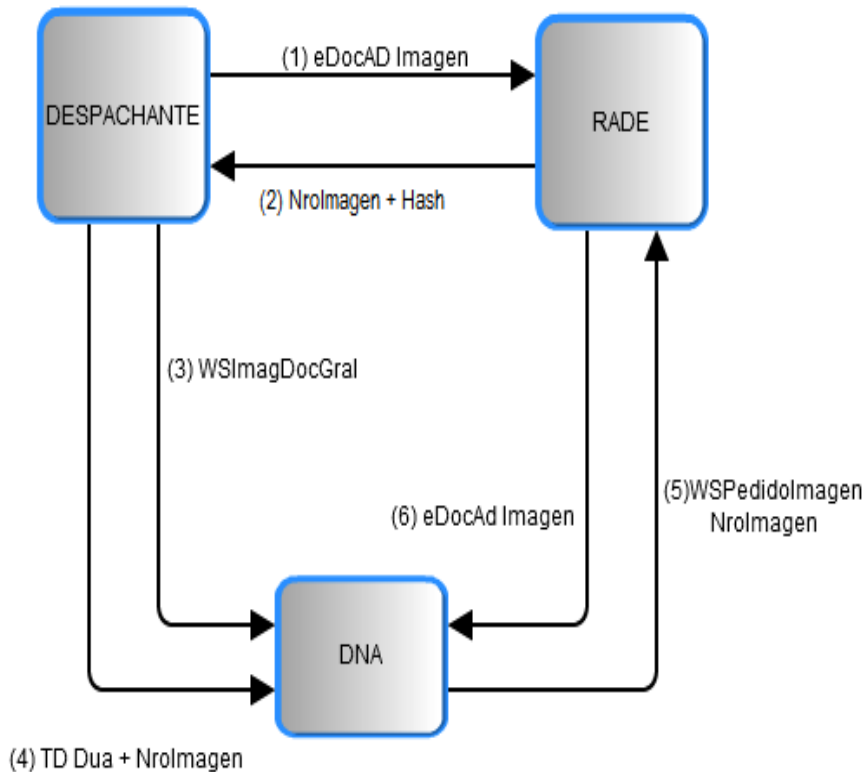 (1) eDocAD Imagen
DESPACHANTE
RADE
(2) NroImagen + Hash
(3) WSImagDocGral
(5)WSPedidoImagen
NroImagen
(6) eDocAd Imagen
DNA
(4) TD Dua + NroImagen